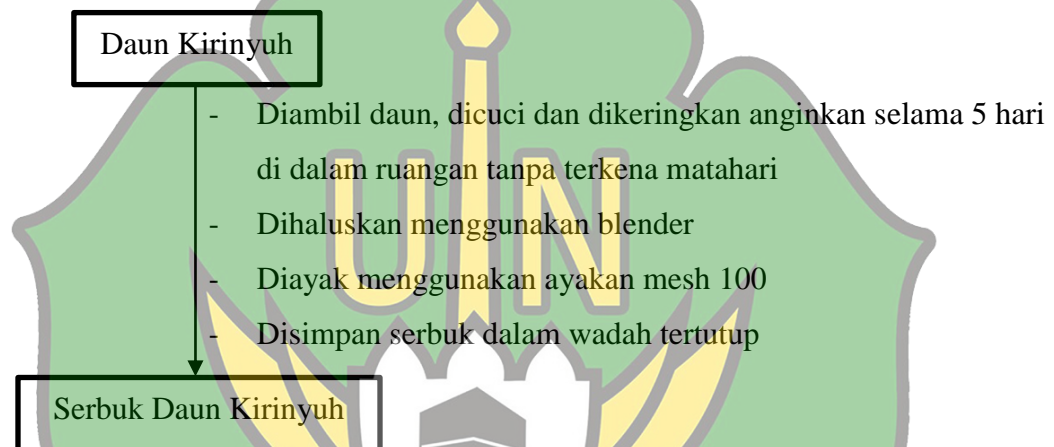 Daun Kirinyuh
- Diambil daun, dicuci dan dikeringkan anginkan selama 5 hari
di dalam ruangan tanpa terkena matahari
- Dihaluskan menggunakan blender
- Diayak menggunakan ayakan mesh 100
- Disimpan serbuk dalam wadah tertutup
Serbuk Daun Kirinyuh
UIN